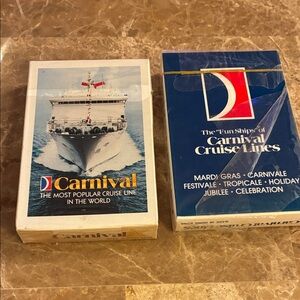 Carnival
THE MOST POPULAR CRUISE LINE
IN THE WORLD
Carnival
The "Fun Ships" of
Carnival
Cruise Lines
MARDI GRAS · CARNIVALE
FESTIVALE · TROPICALE · HOLIDAY
JUBILEE · CELEBRATION